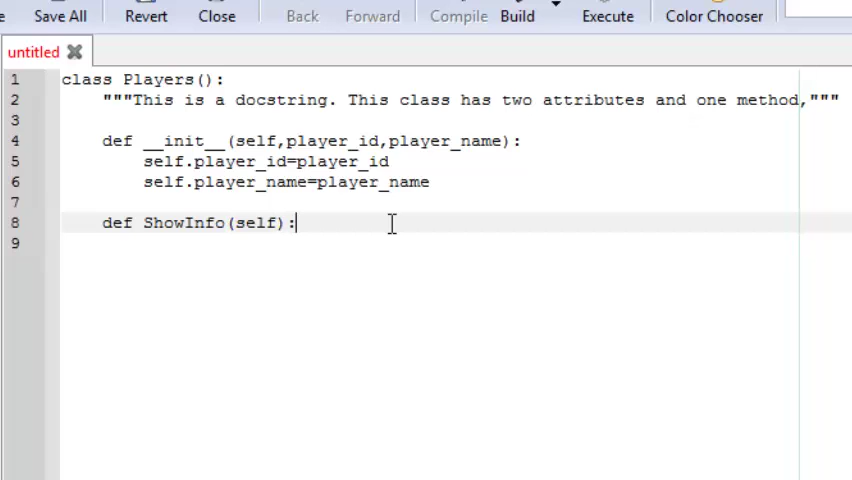 Save All Revert Close Back Forward Compile Build Execute Color Chooser
untitled
1 class Players():
2 """This is a docstring. This class has two attributes and one method,"""
3
4 def __init__(self,player_id,player_name):
5 self.player_id=player_id
6 self.player_name=player_name
7
8 def ShowInfo(self):
9